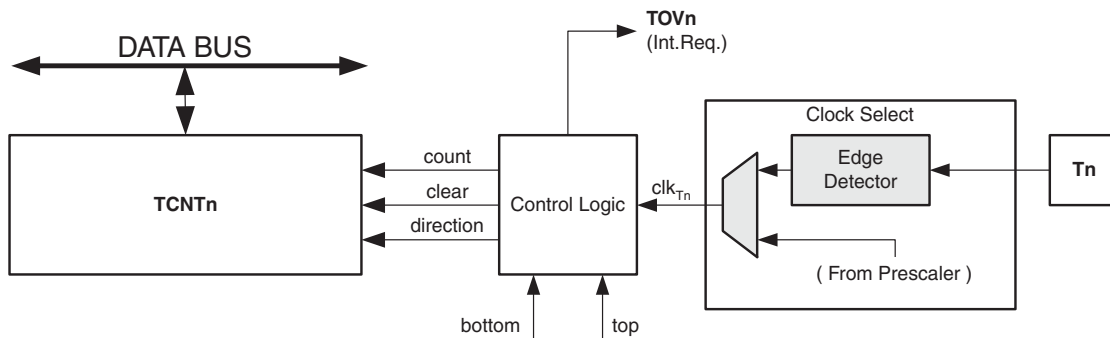 DATA BUS
TOVn
(Int.Req.)
Clock Select
TCNTn
count
clear
direction
Control Logic
clkTn
Edge
Detector
Tn
( From Prescaler )
bottom
top